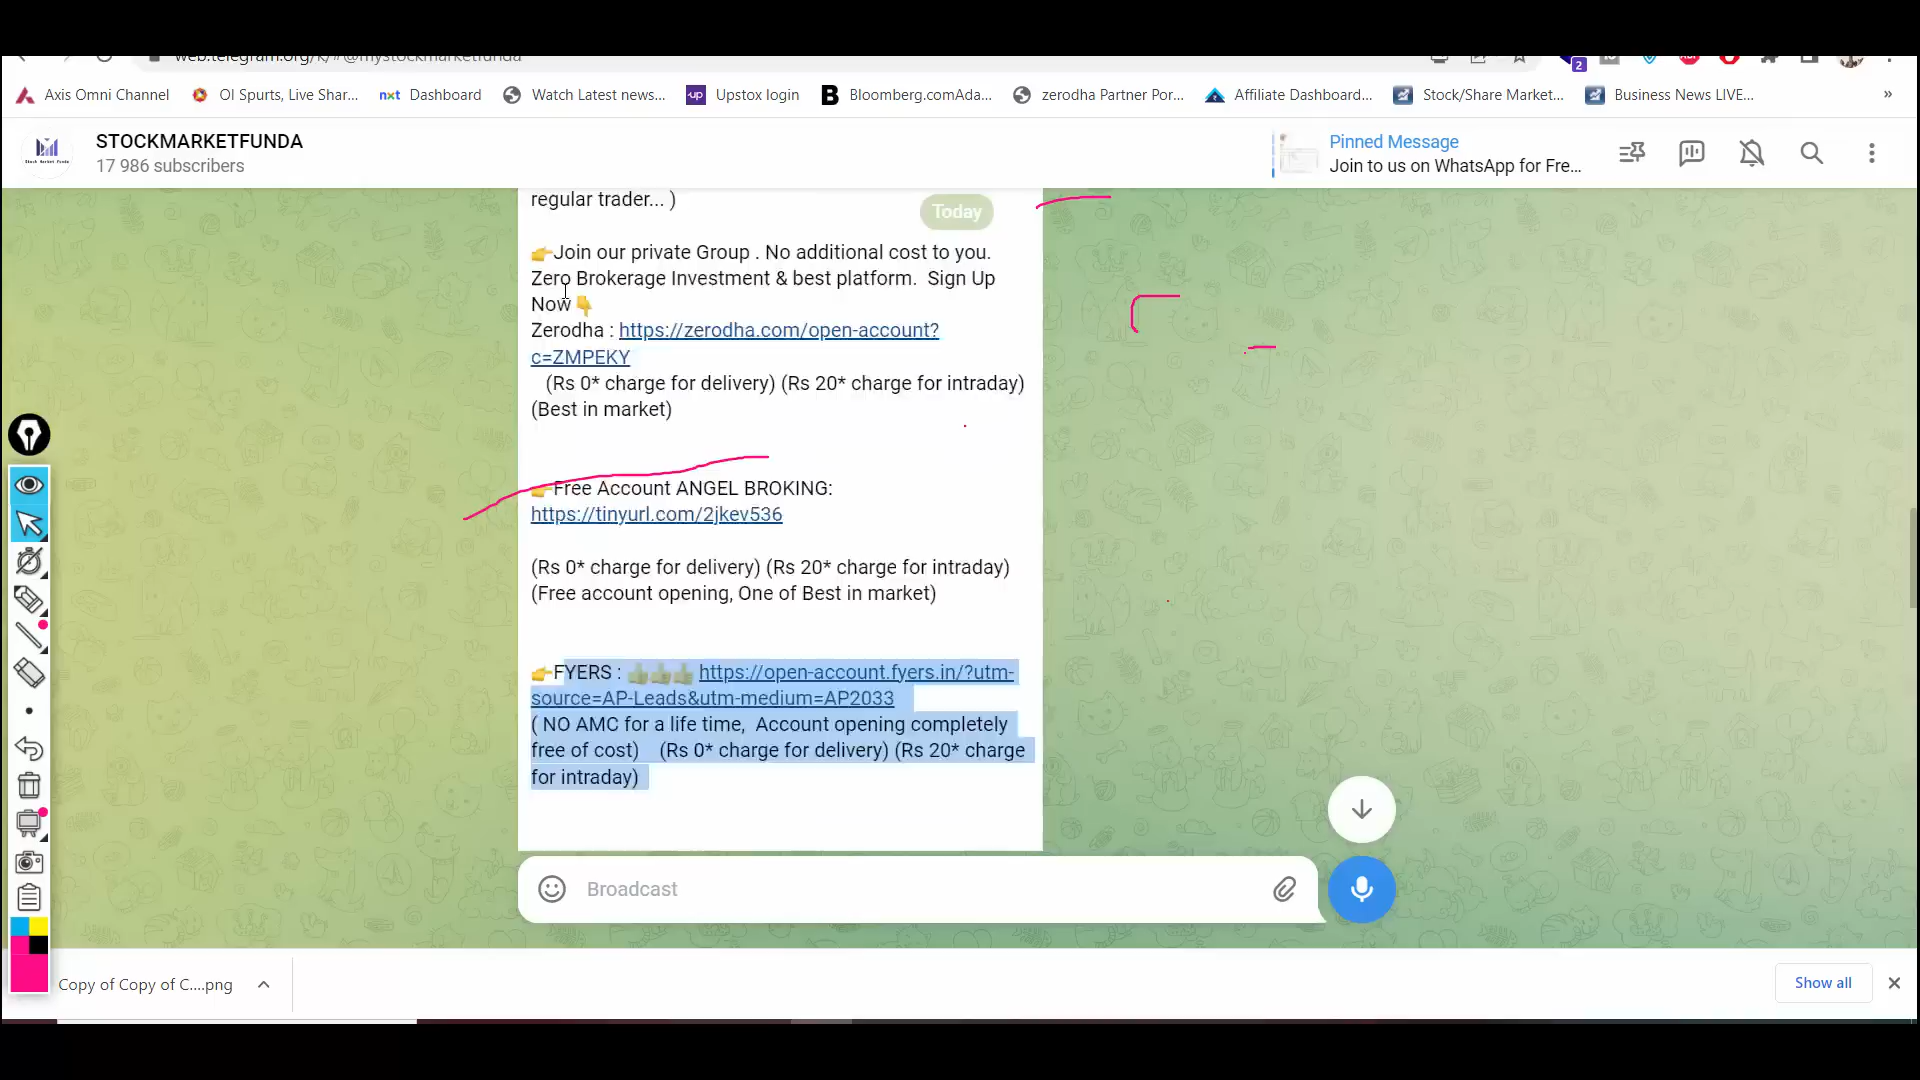 web.telegram.org/k/#@mystockmarketfunda
2
Axis Omni Channel
OI Spurts, Live Shar...
nxt Dashboard
Watch Latest news...
up Upstox login
B Bloomberg.comAda...
zerodha Partner Por...
Affiliate Dashboard...
Stock/Share Market...
Business News LIVE...
»
STOCKMARKETFUNDA
17 986 subscribers
Pinned Message
Join to us on WhatsApp for Fre...
Today
regular trader... )
👉Join our private Group . No additional cost to you.
Zero Brokerage Investment & best platform.  Sign Up
Now👇
Zerodha : https://zerodha.com/open-account?
c=ZMPEKY
(Rs 0* charge for delivery) (Rs 20* charge for intraday)
(Best in market)
👉Free Account ANGEL BROKING:
https://tinyurl.com/2jkev536
(Rs 0* charge for delivery) (Rs 20* charge for intraday)
(Free account opening, One of Best in market)
👉FYERS : 👍👍👍 https://open-account.fyers.in/?utm-
source=AP-Leads&utm-medium=AP2033
( NO AMC for a life time,  Account opening completely
free of cost)    (Rs 0* charge for delivery) (Rs 20* charge
for intraday)
Broadcast
Copy of Copy of C....png
Show all